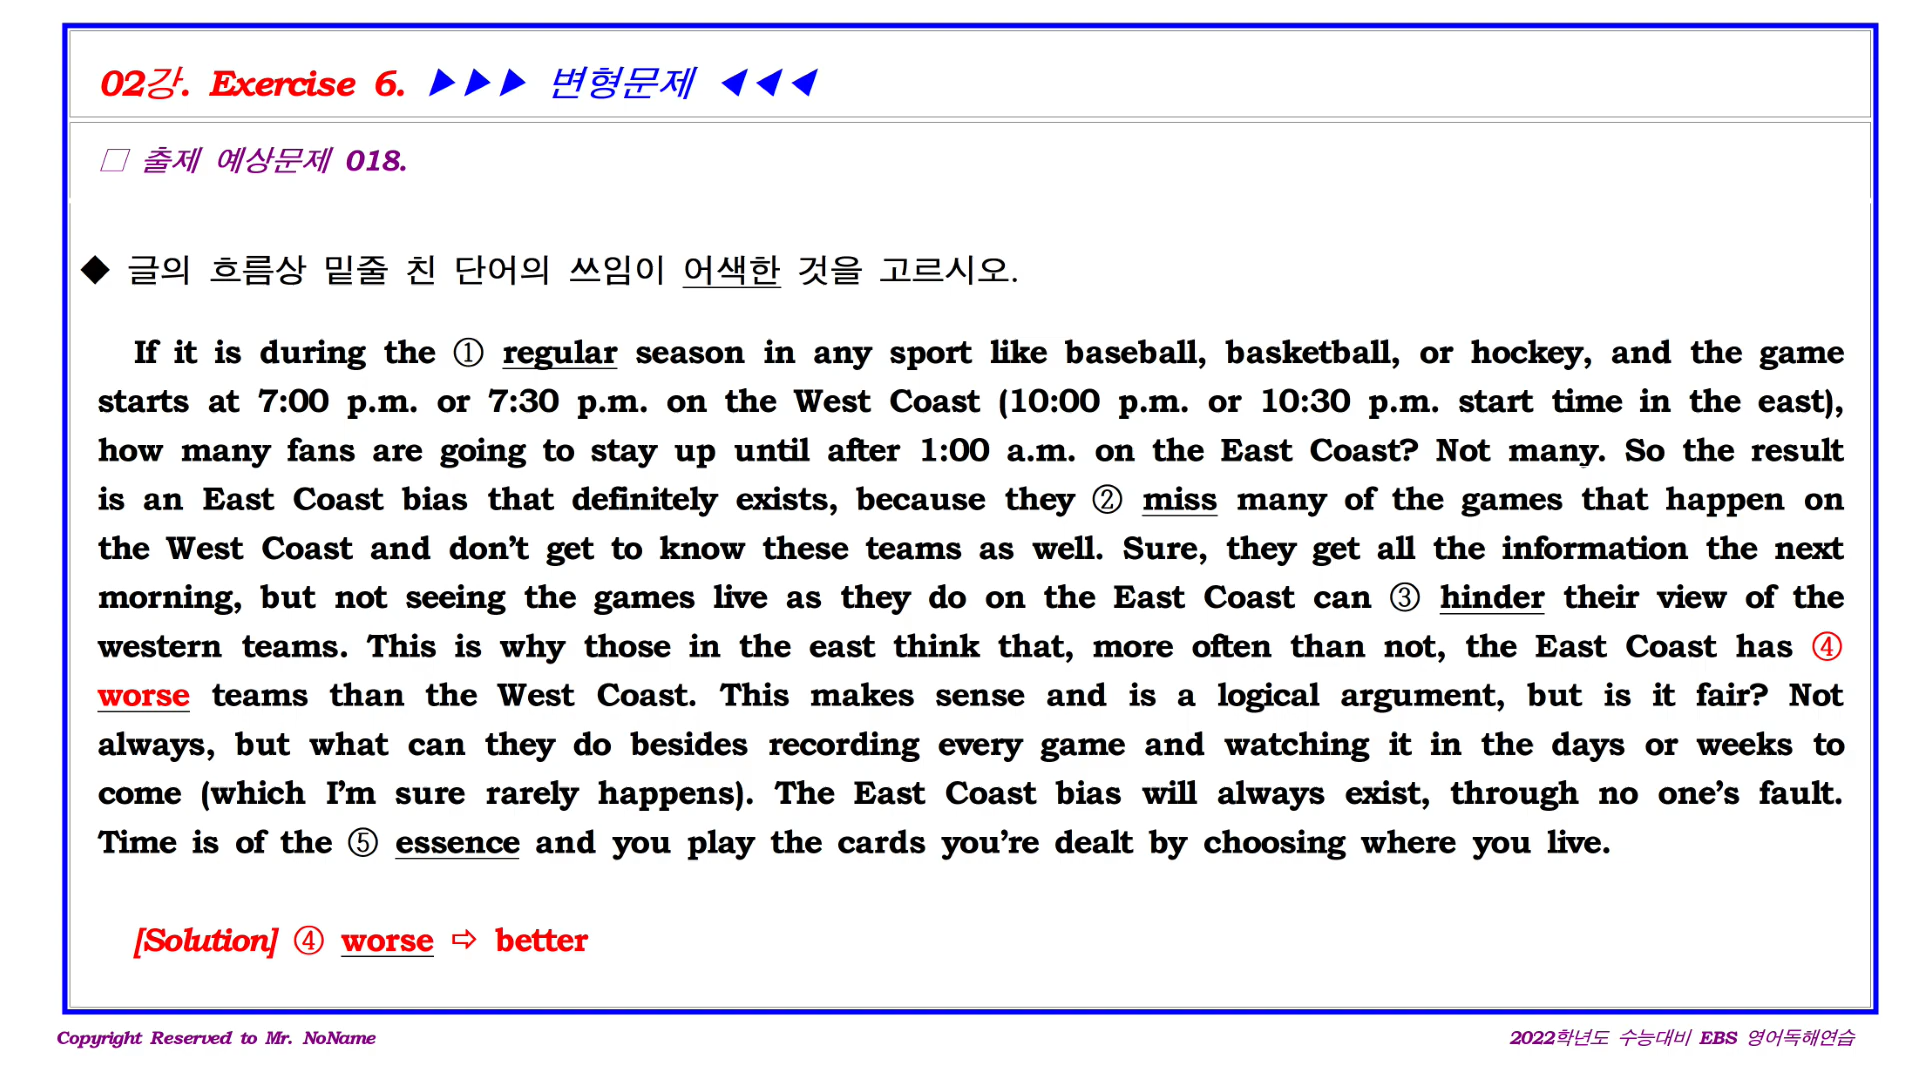 02강. Exercise 6. ▶▶▶ 변형문제 ◀◀◀
□ 출제 예상문제 018.
◆ 글의 흐름상 밑줄 친 단어의 쓰임이 어색한 것을 고르시오.
If it is during the ① regular season in any sport like baseball, basketball, or hockey, and the game
starts at 7:00 p.m. or 7:30 p.m. on the West Coast (10:00 p.m. or 10:30 p.m. start time in the east),
how many fans are going to stay up until after 1:00 a.m. on the East Coast? Not many. So the result
is an East Coast bias that definitely exists, because they ② miss many of the games that happen on
the West Coast and don’t get to know these teams as well. Sure, they get all the information the next
morning, but not seeing the games live as they do on the East Coast can ③ hinder their view of the
western teams. This is why those in the east think that, more often than not, the East Coast has ④
worse teams than the West Coast. This makes sense and is a logical argument, but is it fair? Not
always, but what can they do besides recording every game and watching it in the days or weeks to
come (which I’m sure rarely happens). The East Coast bias will always exist, through no one’s fault.
Time is of the ⑤ essence and you play the cards you’re dealt by choosing where you live.
[Solution] ④ worse ⇨ better
Copyright Reserved to Mr. NoName
2022학년도 수능대비 EBS 영어독해연습